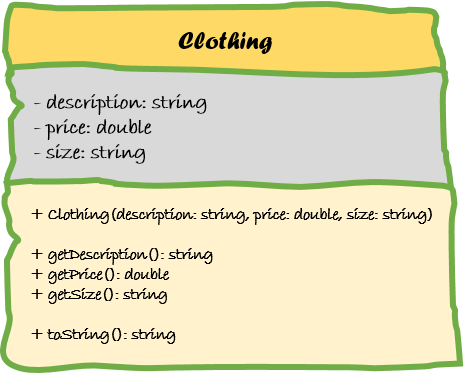 Clothing
- description: string
- price: double
- size: string
+ Clothing(description: string, price: double, size: string)
+ getDescription(): string
+ getPrice(): double
+ getSize(): string
+ toString(): string